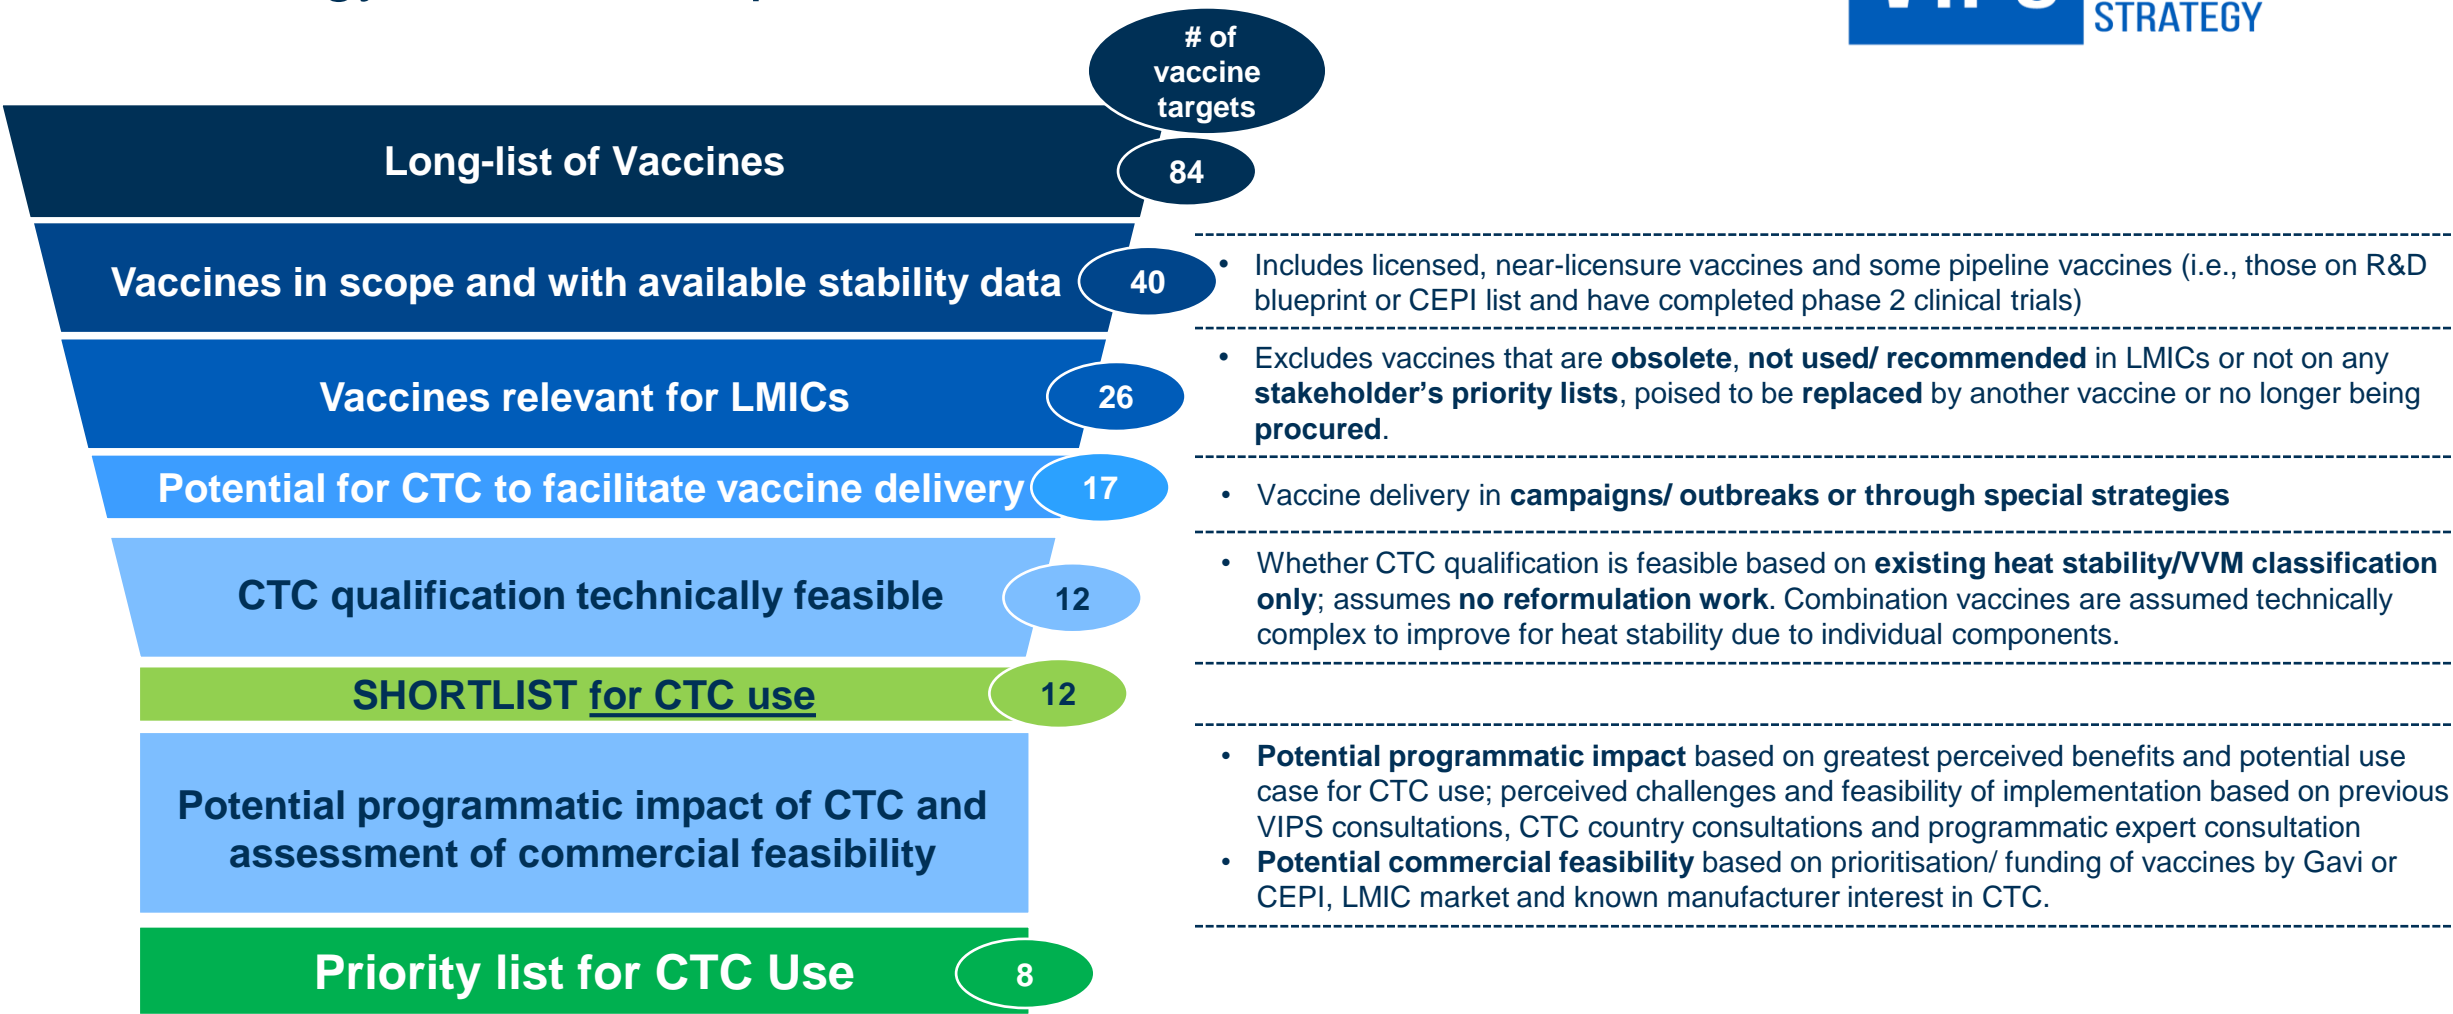 # of
vaccine
targets
STRATEGY
Long-list of Vaccines
84
Vaccines in scope and with available stability data
40
• Includes licensed, near-licensure vaccines and some pipeline vaccines (i.e., those on R&D
blueprint or CEPI list and have completed phase 2 clinical trials)
Vaccines relevant for LMICs
26
• Excludes vaccines that are obsolete, not used/ recommended in LMICs or not on any
stakeholder's priority lists, poised to be replaced by another vaccine or no longer being
procured.
Potential for CTC to facilitate vaccine delivery
17
• Vaccine delivery in campaigns/ outbreaks or through special strategies
CTC qualification technically feasible
12
• Whether CTC qualification is feasible based on existing heat stability/VVM classification
only; assumes no reformulation work. Combination vaccines are assumed technically
complex to improve for heat stability due to individual components.
SHORTLIST for CTC use
12
Potential programmatic impact of CTC and
assessment of commercial feasibility
• Potential programmatic impact based on greatest perceived benefits and potential use
case for CTC use; perceived challenges and feasibility of implementation based on previous
VIPS consultations, CTC country consultations and programmatic expert consultation
• Potential commercial feasibility based on prioritisation/ funding of vaccines by Gavi or
CEPI, LMIC market and known manufacturer interest in CTC.
Priority list for CTC Use
8